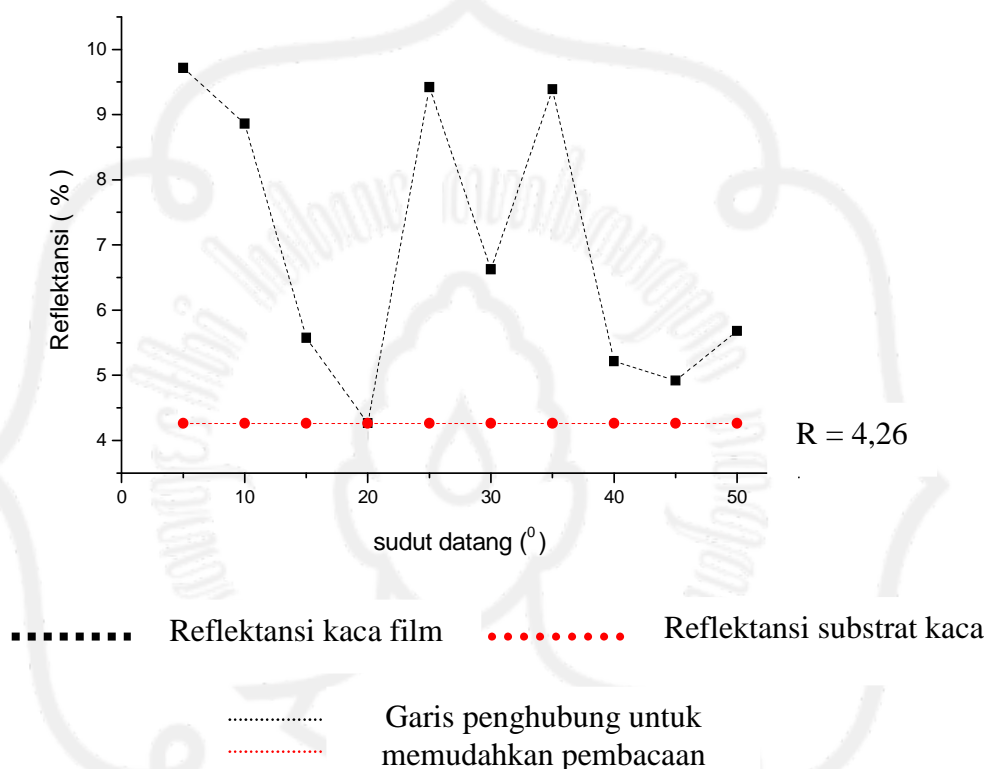 10
9
8
7
6
5
4
Reflektansi ( % )
0
10
20
30
40
50
sudut datang (⁰)
R = 4,26
Reflektansi kaca film
Reflektansi substrat kaca
Garis penghubung untuk
memudahkan pembacaan